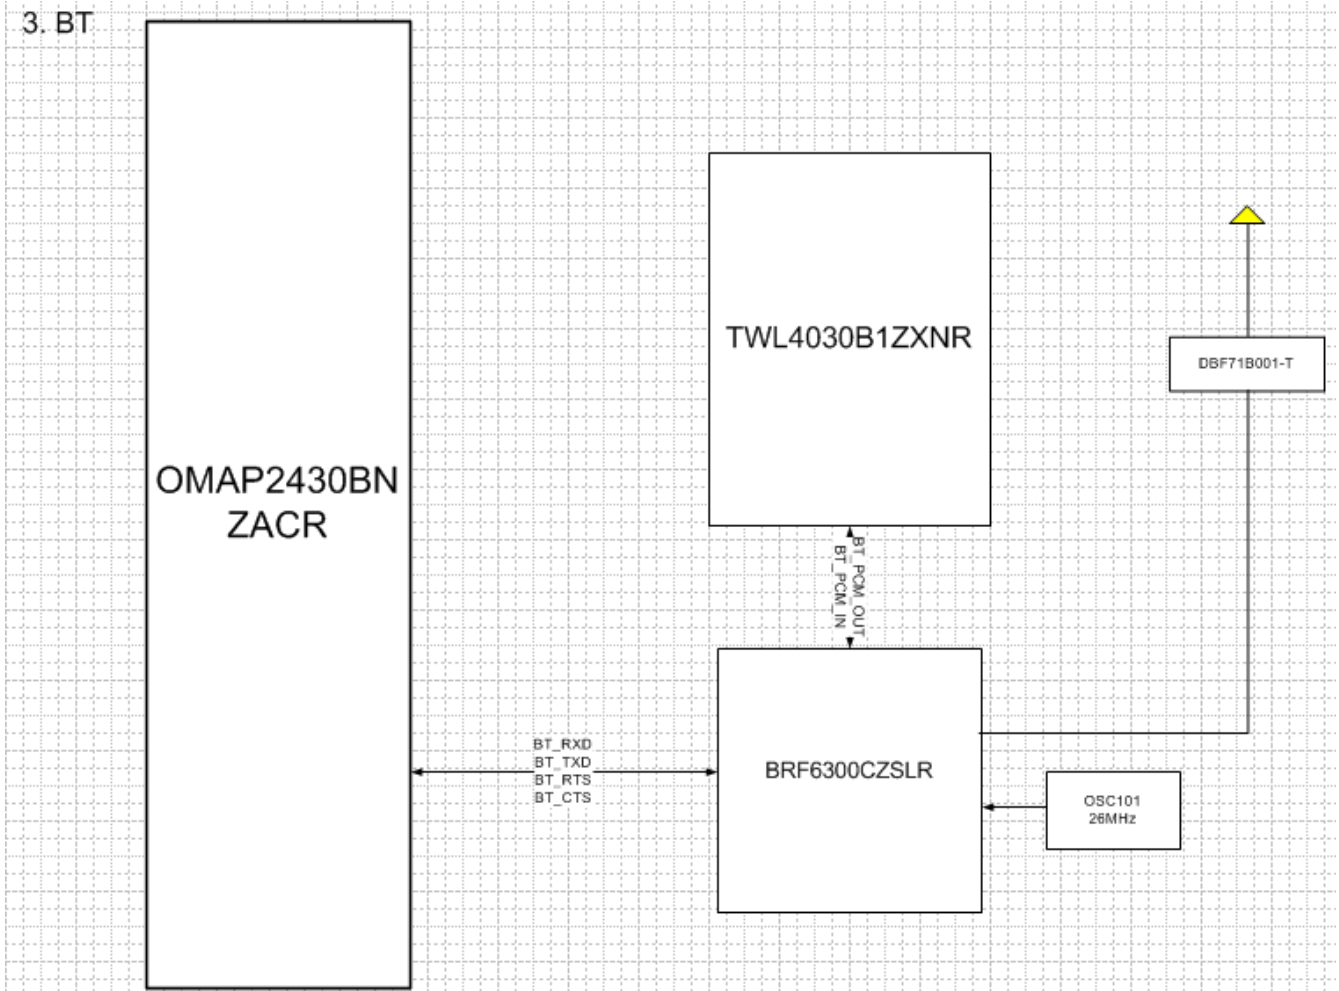 3. BT
OMAP2430BN
ZACR
TWL4030B1ZXNR
DBF71B001-T
BT_PCM_OUT
BT_PCM_IN
BT_RXD
BT_TXD
BT_RTS
BT_CTS
BRF6300CZSLR
OSC101
26MHz